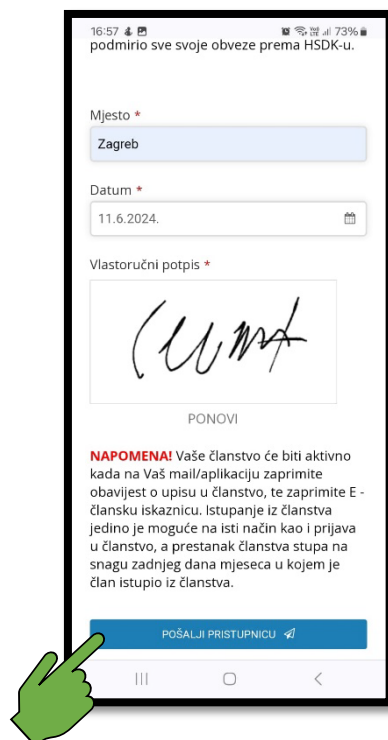 16:57 73%
podmirio sve svoje obveze prema HSDK-u.
Mjesto *
Zagreb
Datum *
11.6.2024.
Vlastoručni potpis *
PONOVI
NAPOMENA! Vaše članstvo će biti aktivno
kada na Vaš mail/aplikaciju zaprimite
obavijest o upisu u članstvo, te zaprimite E -
člansku iskaznicu. Istupanje iz članstva
jedino je moguće na isti način kao i prijava
u članstvo, a prestanak članstva stupa na
snagu zadnjeg dana mjeseca u kojem je
član istupio iz članstva.
POŠALJI PRISTUPNICU